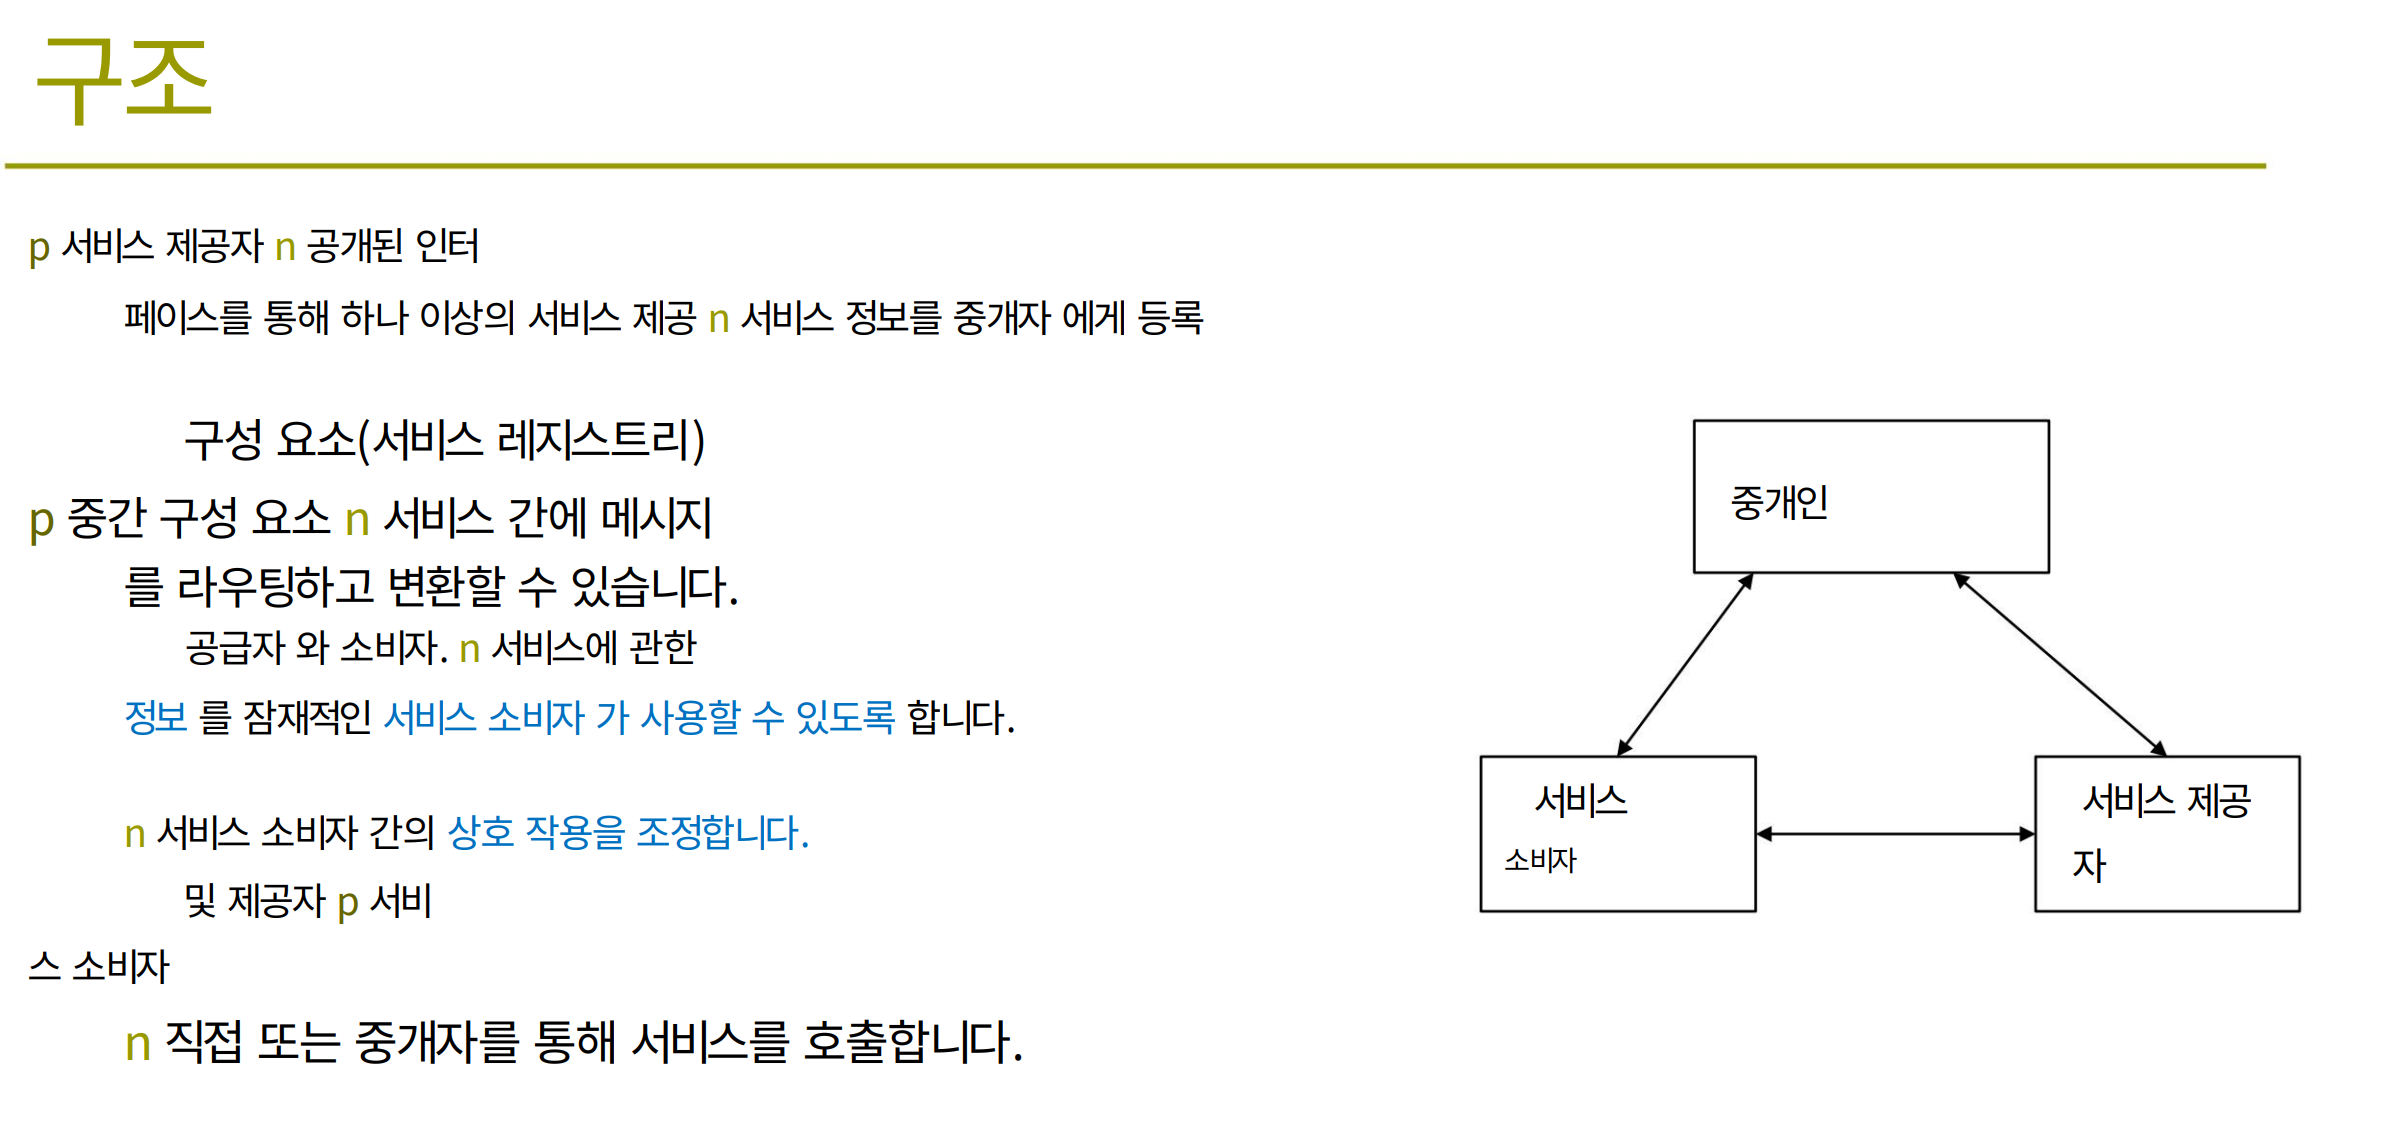 구조
p 서비스 제공자 n 공개된 인터
페이스를 통해 하나 이상의 서비스 제공 n 서비스 정보를 중개자 에게 등록
구성 요소(서비스 레지스트리)
p 중간 구성 요소 n 서비스 간에 메시지
를 라우팅하고 변환할 수 있습니다.
공급자 와 소비자. n 서비스에 관한
정보 를 잠재적인 서비스 소비자 가 사용할 수 있도록 합니다.
n 서비스 소비자 간의 상호 작용을 조정합니다.
및 제공자 p 서비
스 소비자
n 직접 또는 중개자를 통해 서비스를 호출합니다.
중개인
서비스
소비자
서비스 제공
자